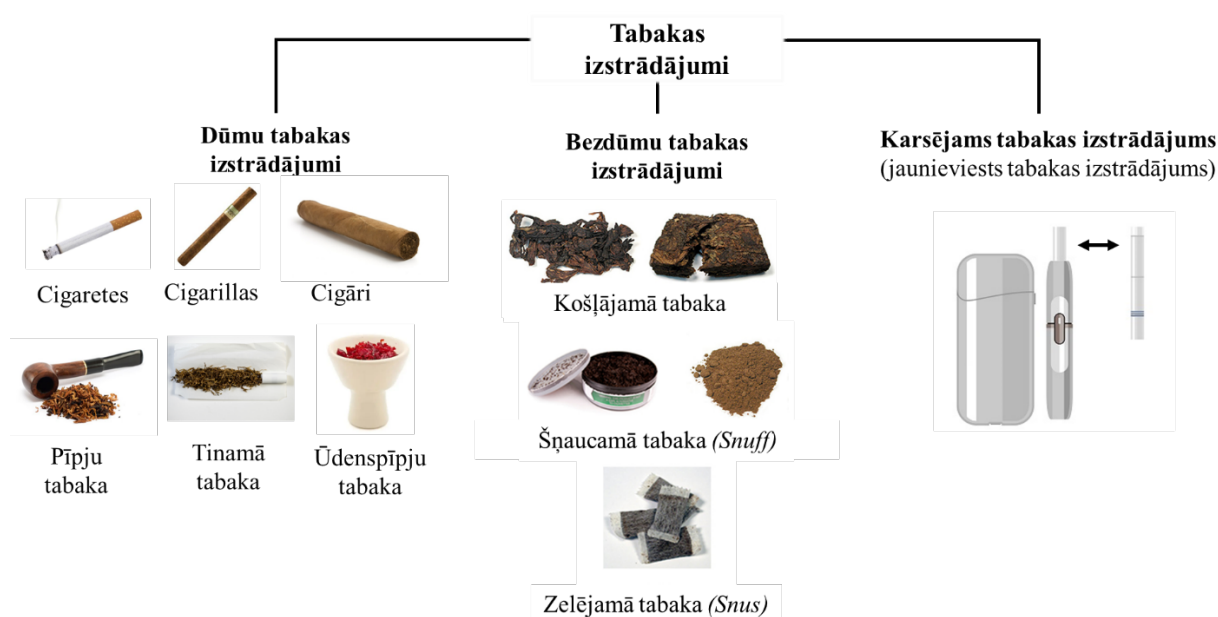 Tabakas
izstrādājumi
Dūmu tabakas
izstrādājumi
Cigaretes
Cigarillas
Cigāri
Pīpju
tabaka
Tinamā
tabaka
Ūdenspīpju
tabaka
Bezdūmu tabakas
izstrādājumi
Košļājamā tabaka
Šņaucamā tabaka (Snuff)
Zelējamā tabaka (Snus)
Karsējams tabakas izstrādājums
(jaunieviests tabakas izstrādājums)